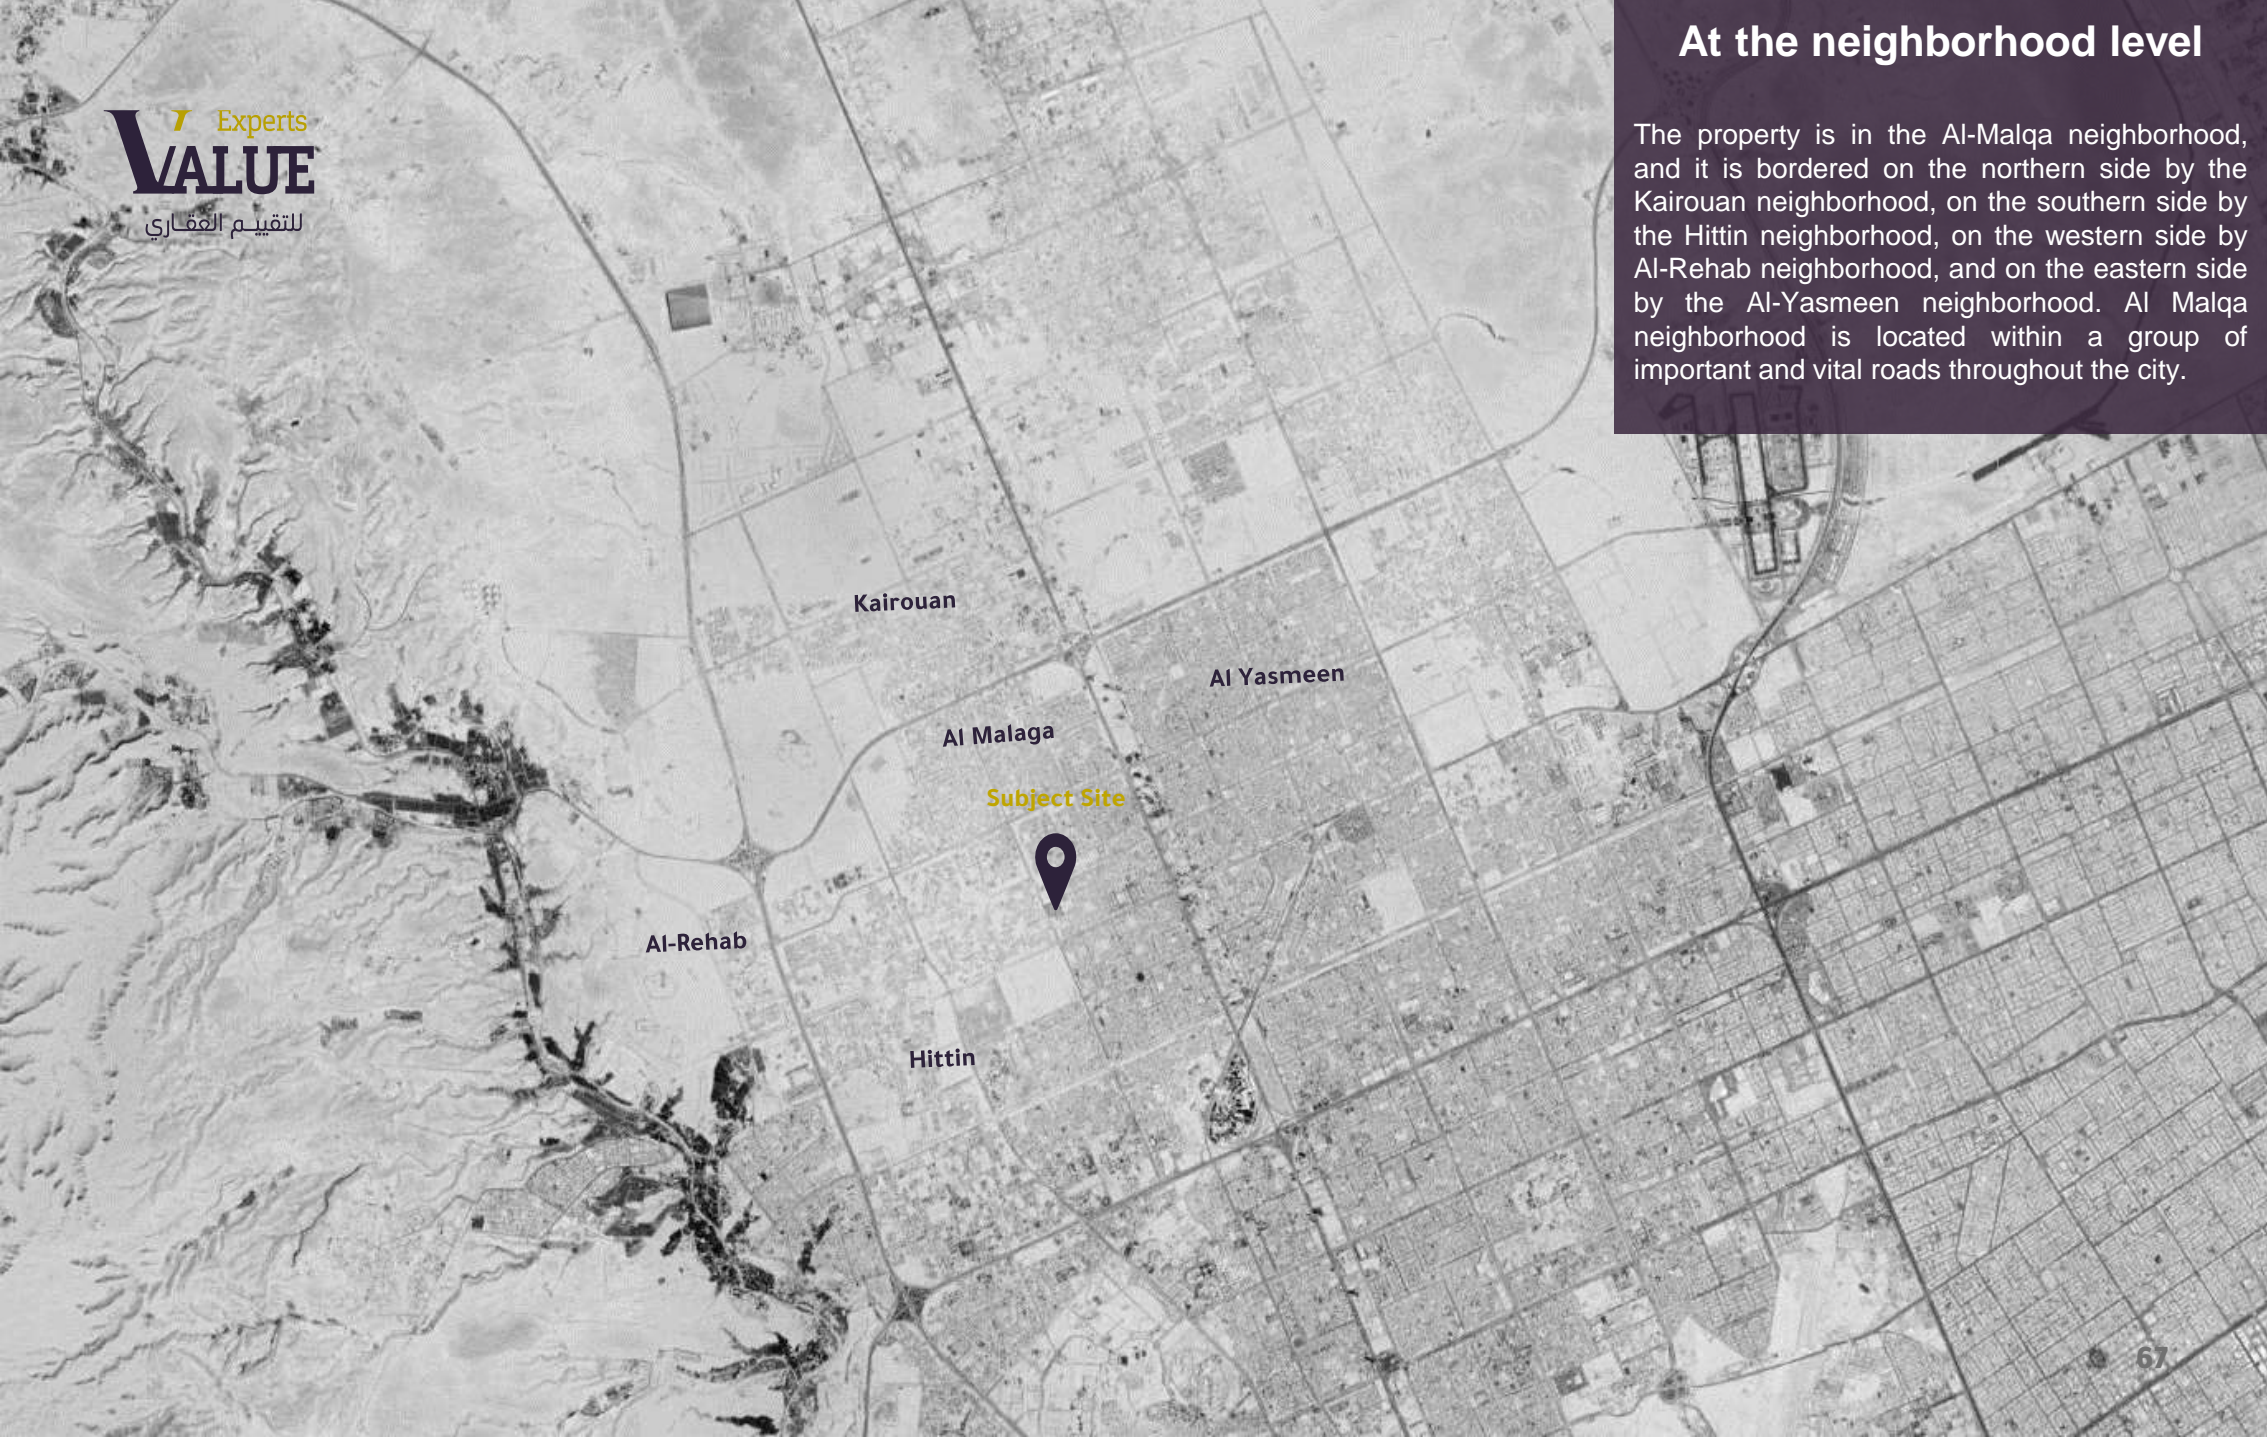 At the neighborhood level
The property is in the Al-Malqa neighborhood,
and it is bordered on the northern side by the
Kairouan neighborhood, on the southern side by
the Hittin neighborhood, on the western side by
Al-Rehab neighborhood, and on the eastern side
by the Al-Yasmeen neighborhood. Al Malqa
neighborhood is located within a group of
important and vital roads throughout the city.
Experts
VALUE
للتقييم العقاري
Kairouan
Al Yasmeen
Al Malaga
Subject Site
Al-Rehab
Hittin
67